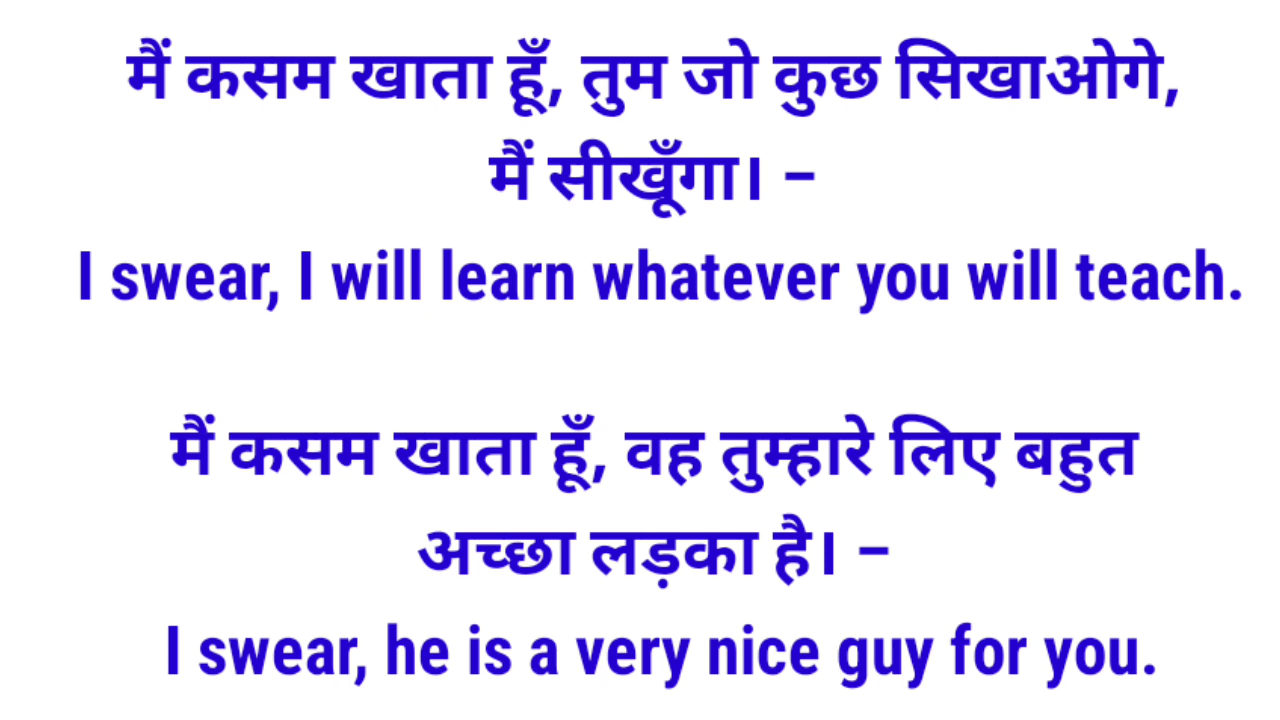 मैं कसम खाता हूँ, तुम जो कुछ सिखाओगे,
मैं सीखूँगा। –
I swear, I will learn whatever you will teach.
मैं कसम खाता हूँ, वह तुम्हारे लिए बहुत
अच्छा लड़का है। –
I swear, he is a very nice guy for you.